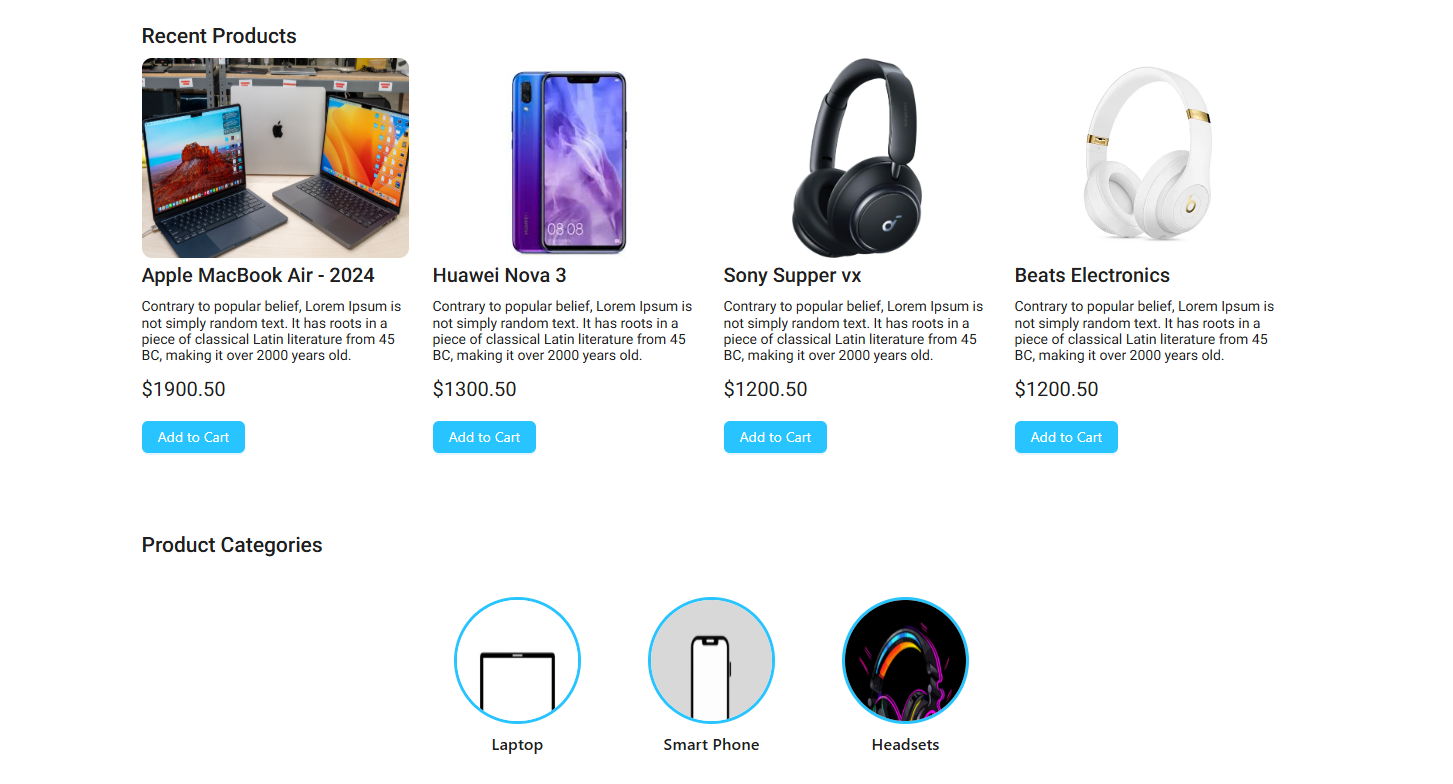 Recent Products
08:08
Apple MacBook Air - 2024
Huawei Nova 3
Sony Supper vx
Beats Electronics
Contrary to popular belief, Lorem Ipsum is
not simply random text. It has roots in a
piece of classical Latin literature from 45
BC, making it over 2000 years old.
Contrary to popular belief, Lorem Ipsum is
not simply random text. It has roots in a
piece of classical Latin literature from 45
BC, making it over 2000 years old.
Contrary to popular belief, Lorem Ipsum is
not simply random text. It has roots in a
piece of classical Latin literature from 45
BC, making it over 2000 years old.
Contrary to popular belief, Lorem Ipsum is
not simply random text. It has roots in a
piece of classical Latin literature from 45
BC, making it over 2000 years old.
$1900.50
$1300.50
$1200.50
$1200.50
Add to Cart
Add to Cart
Add to Cart
Add to Cart
Product Categories
Laptop
Smart Phone
Headsets